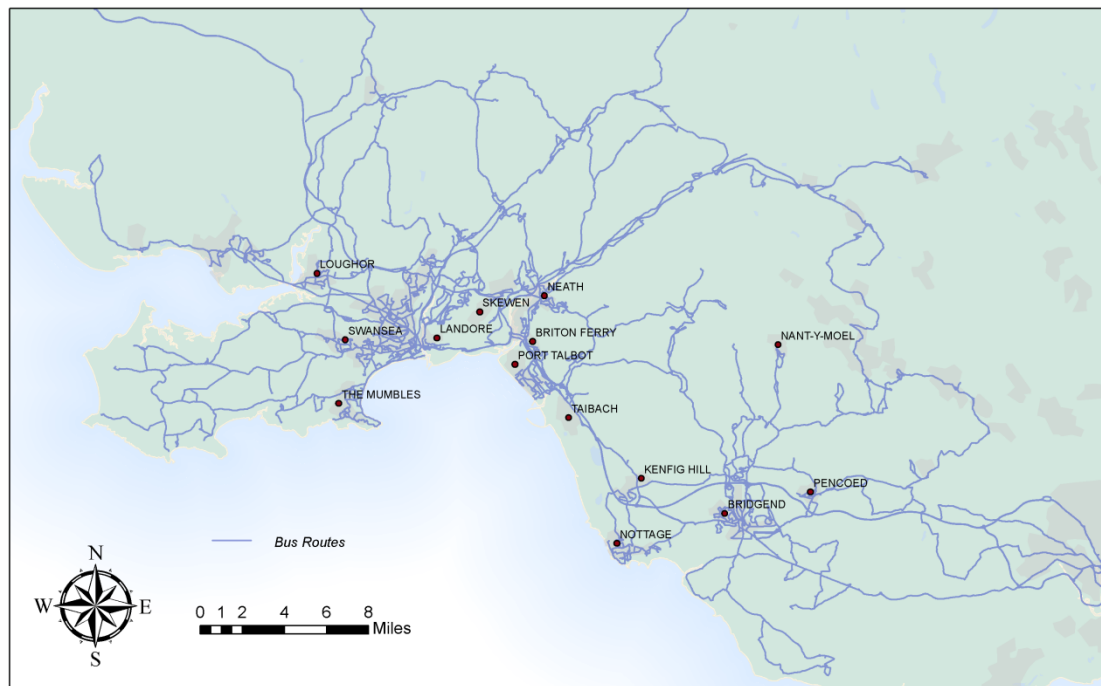 LOUGHOR
NEATH
SKEWEN
SWANSEA
LANDORE
BRITON FERRY
NANT-Y-MOEL
PORT TALBOT
THE MUMBLES
TAIBACH
KENFIG HILL
PENCOED
BRIDGEND
NOTTAGE
Bus Routes
N
W E
S
0 1 2 4 6 8
Miles